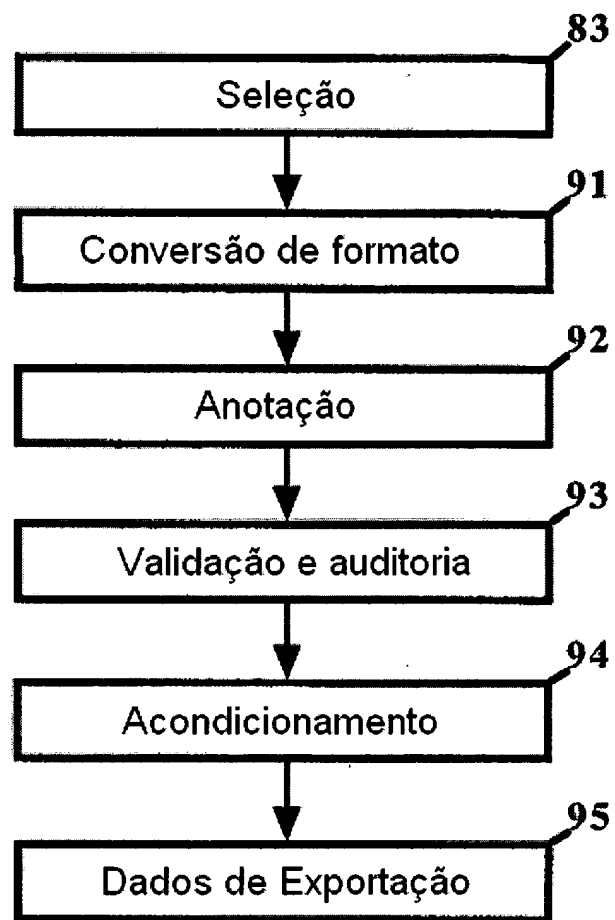 83
Seleção
91
Conversão de formato
92
Anotação
93
Validação e auditoria
94
Acondicionamento
95
Dados de Exportação